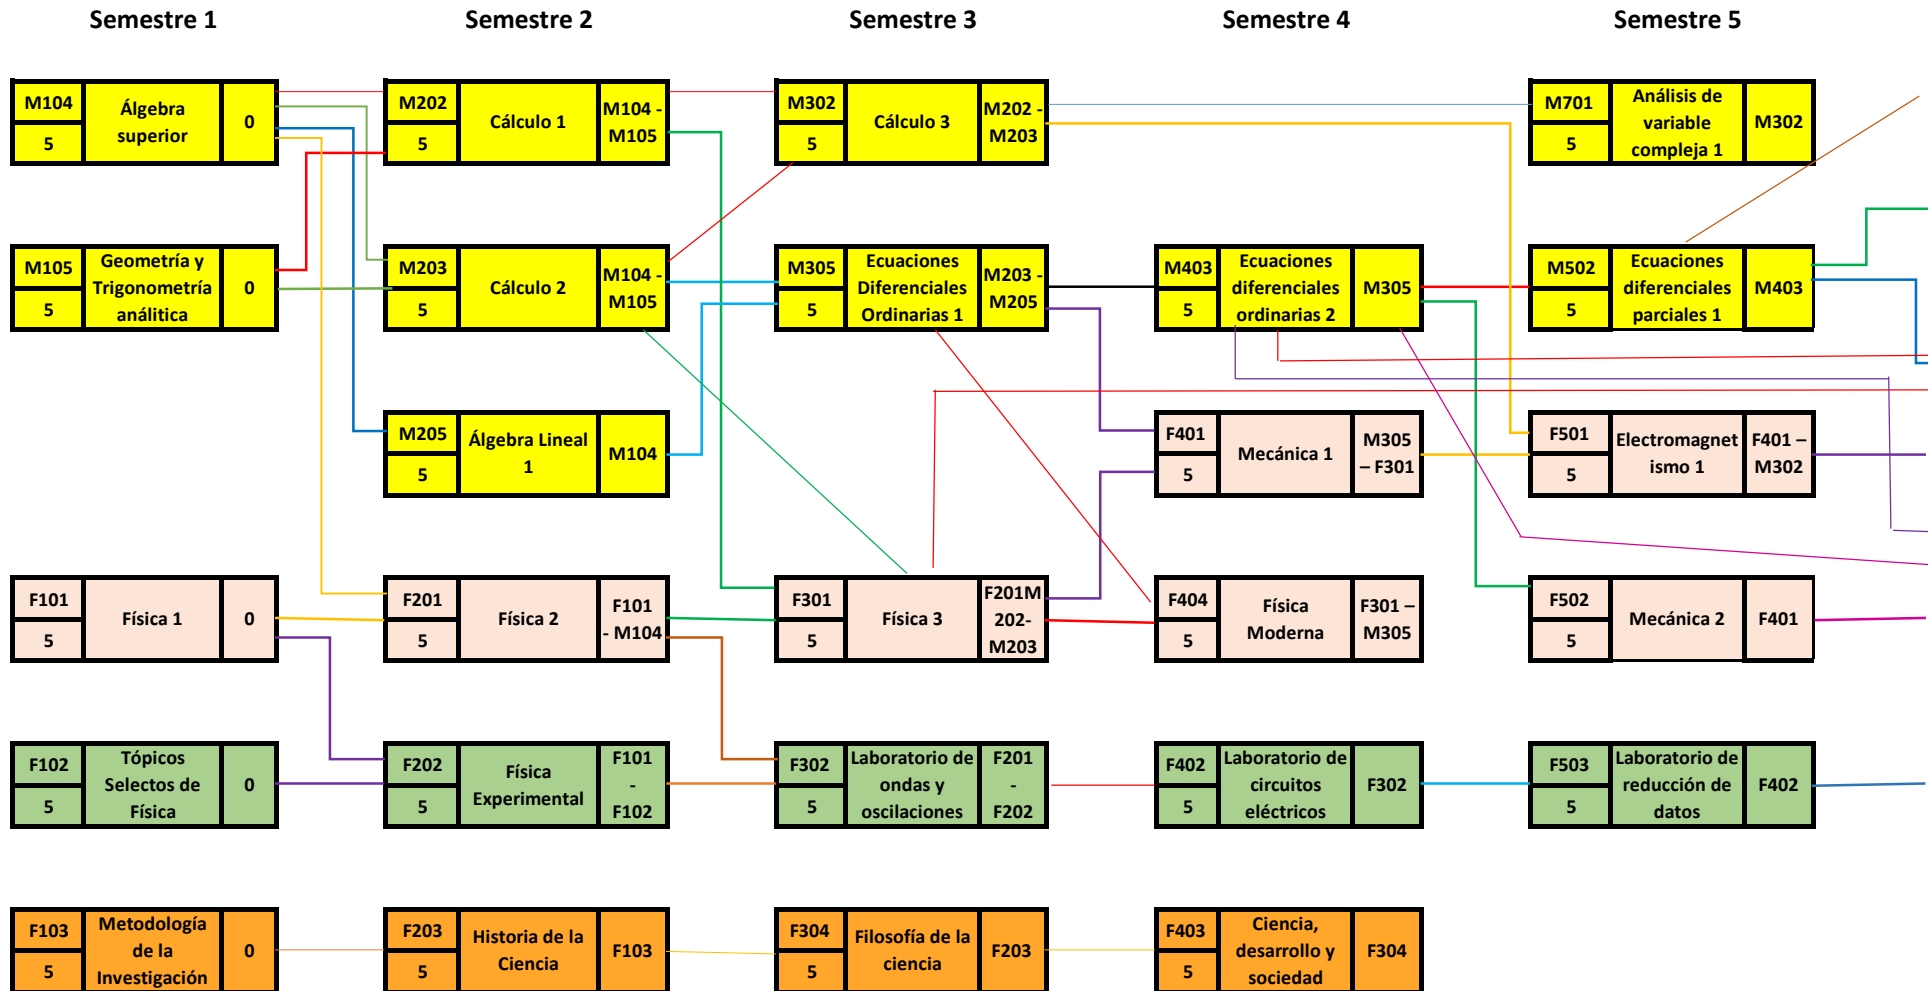 Semestre 1
Semestre 2
Semestre 3
Semestre 4
Semestre 5
M104
5
Álgebra
superior
0
M202
5
Cálculo 1
M104 -
M105
M302
5
Cálculo 3
M202 -
M203
M701
5
Análisis de
variable
compleja 1
M302
M105
5
Geometría y
Trigonometría
análitica
0
M203
5
Cálculo 2
M104 -
M105
M305
5
Ecuaciones
Diferenciales
Ordinarias 1
M203 -
M205
M403
5
Ecuaciones
diferenciales
ordinarias 2
M305
M502
5
Ecuaciones
diferenciales
parciales 1
M403
M205
5
Álgebra Lineal
1
M104
F401
5
Mecánica 1
M305
– F301
F501
5
Electromagnet
ismo 1
F401 –
M302
F101
5
Física 1
0
F201
5
Física 2
F101
- M104
F301
5
Física 3
F201M
202-
M203
F404
5
Física
Moderna
F301 –
M305
F502
5
Mecánica 2
F401
F102
5
Tópicos
Selectos de
Física
0
F202
5
Física
Experimental
F101
-
F102
F302
5
Laboratorio de
ondas y
oscilaciones
F201
-
F202
F402
5
Laboratorio de
circuitos
eléctricos
F302
F503
5
Laboratorio de
reducción de
datos
F402
F103
5
Metodología
de la
Investigación
0
F203
5
Historia de la
Ciencia
F103
F304
5
Filosofía de la
ciencia
F203
F403
5
Ciencia,
desarrollo y
sociedad
F304